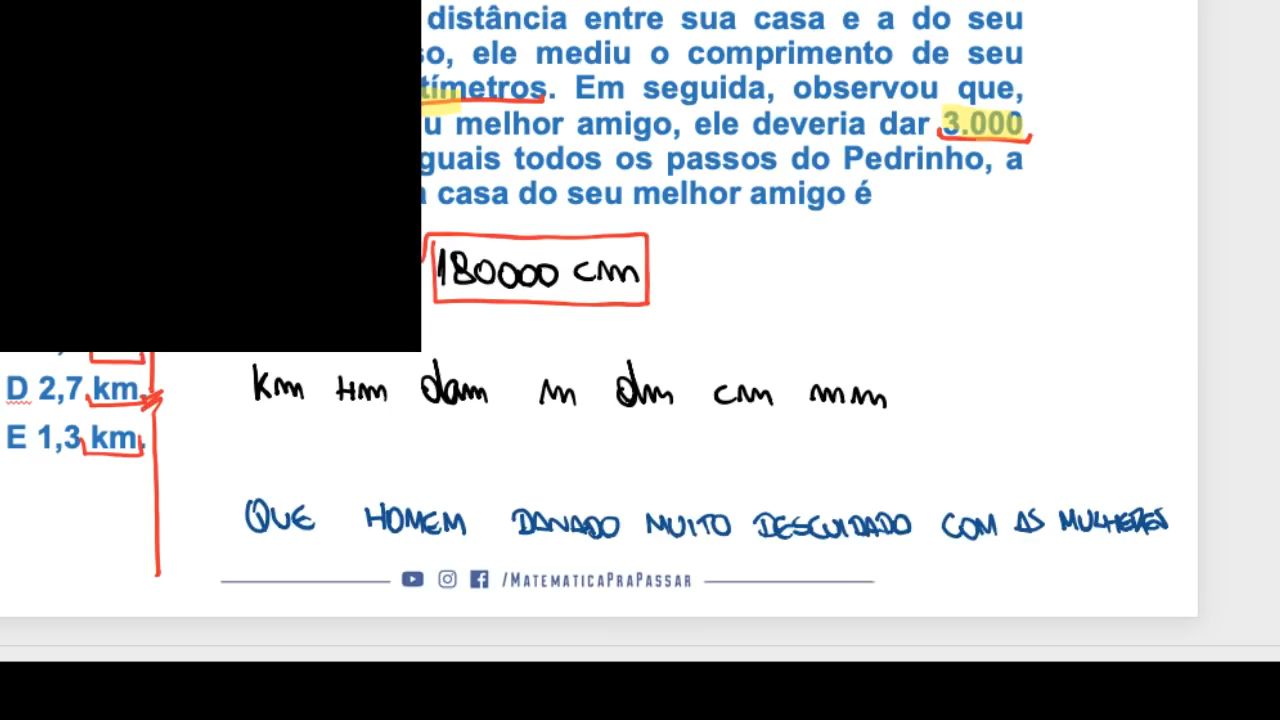 distância entre sua casa e a do seu
ele mediu o comprimento de seu
Em seguida, observou que,
melhor amigo, ele deveria dar 3.000
todos os passos do Pedrinho, a
casa do seu melhor amigo é
180000 cm
km Hm dam m dm cm mm
D 2,7 km.
E 1,3 km.
QUE HOMEM DANADO MUITO DESCUIDADO COM AS MULHERES
/MATEMATICAPRAPASSAR